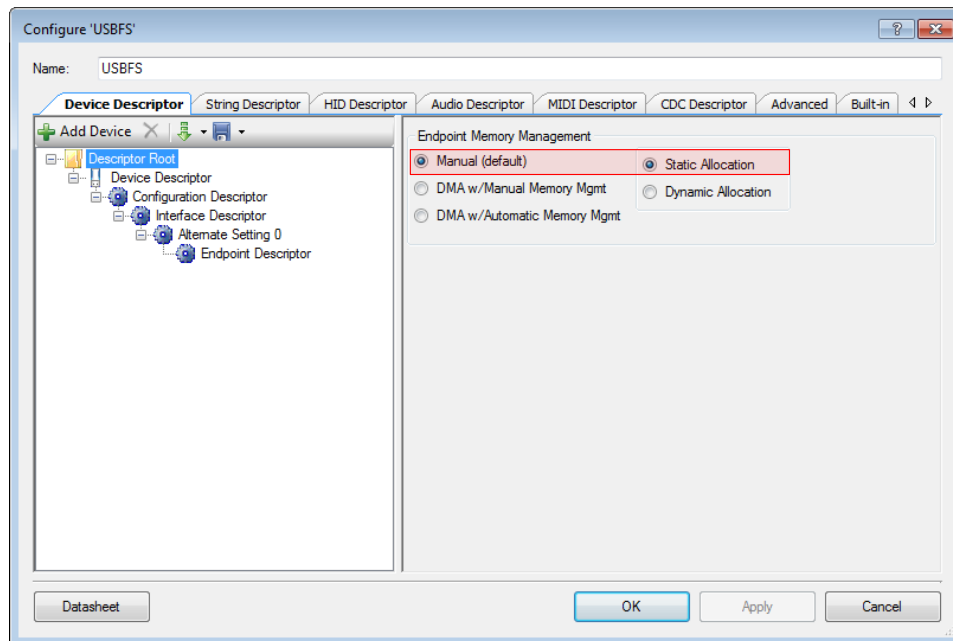 Configure 'USBFS'
Name: USBFS
Device Descriptor String Descriptor HID Descriptor Audio Descriptor MIDI Descriptor CDC Descriptor Advanced Built-in
Add Device
Descriptor Root
Device Descriptor
Configuration Descriptor
Interface Descriptor
Alternate Setting 0
Endpoint Descriptor
Endpoint Memory Management
Manual (default) Static Allocation
DMA w/Manual Memory Mgmt Dynamic Allocation
DMA w/Automatic Memory Mgmt
Datasheet OK Apply Cancel